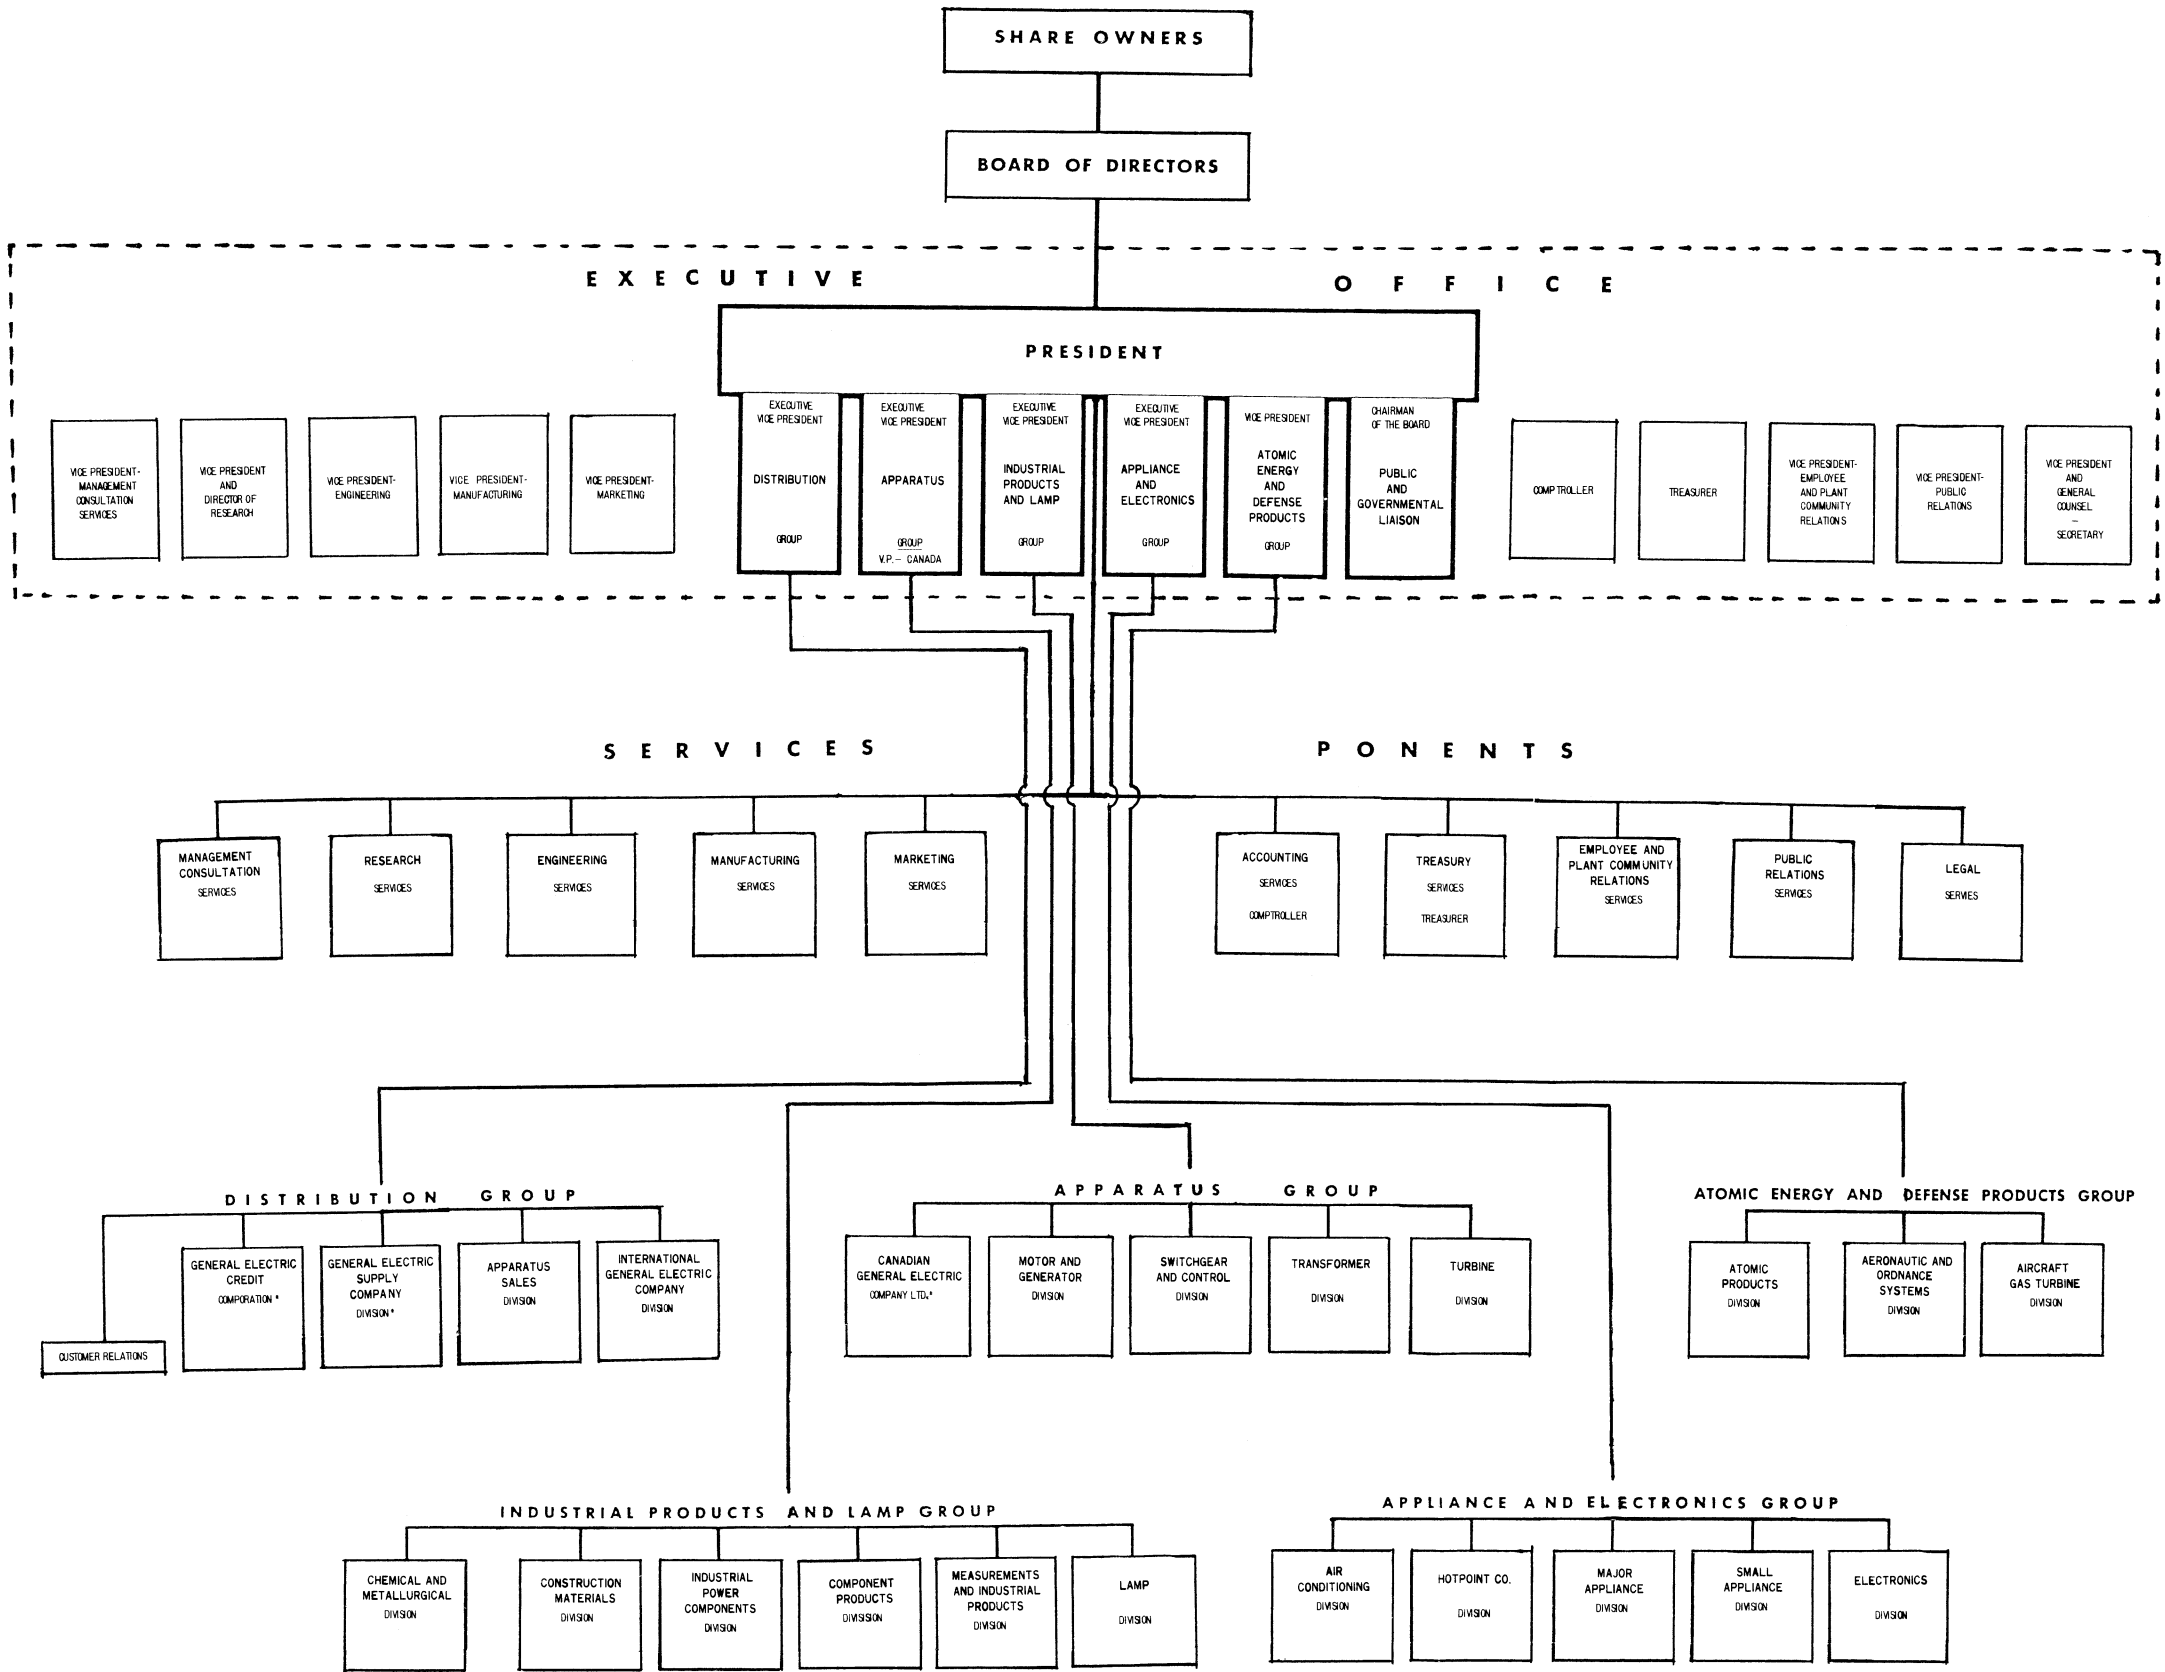 SHARE OWNERS
BOARD OF DIRECTORS
EXECUTIVE OFFICE
PRESIDENT
VICE PRESIDENT-
MANAGEMENT
CONSULTATION
SERVICES
VICE PRESIDENT
AND
DIRECTOR OF
RESEARCH
VICE PRESIDENT-
ENGINEERING
VICE PRESIDENT-
MANUFACTURING
VICE PRESIDENT-
MARKETING
EXECUTIVE
VICE PRESIDENT
DISTRIBUTION
GROUP
EXECUTIVE
VICE PRESIDENT
APPARATUS
GROUP
V.P.- CANADA
EXECUTIVE
VICE PRESIDENT
INDUSTRIAL
PRODUCTS
AND LAMP
GROUP
EXECUTIVE
VICE PRESIDENT
APPLIANCE
AND
ELECTRONICS
GROUP
VICE PRESIDENT
ATOMIC
ENERGY
AND
DEFENSE
PRODUCTS
GROUP
CHAIRMAN
OF THE BOARD
PUBLIC
AND
GOVERNMENTAL
LIAISON
COMPTROLLER
TREASURER
VICE PRESIDENT-
EMPLOYEE
AND PLANT
COMMUNITY
RELATIONS
VICE PRESIDENT-
PUBLIC
RELATIONS
VICE PRESIDENT
AND
GENERAL
COUNSEL
-
SECRETARY
SERVICES PONENTS
MANAGEMENT
CONSULTATION
SERVICES
RESEARCH
SERVICES
ENGINEERING
SERVICES
MANUFACTURING
SERVICES
MARKETING
SERVICES
ACCOUNTING
SERVICES
COMPTROLLER
TREASURY
SERVICES
TREASURER
EMPLOYEE AND
PLANT COMMUNITY
RELATIONS
SERVICES
PUBLIC
RELATIONS
SERVICES
LEGAL
SERVIES
DISTRIBUTION GROUP
CUSTOMER RELATIONS
GENERAL ELECTRIC
CREDIT
COMPORATION*
GENERAL ELECTRIC
SUPPLY
COMPANY
DIVISION*
APPARATUS
SALES
DIVISION
INTERNATIONAL
GENERAL ELECTRIC
COMPANY
DIVISION
APPARATUS GROUP
CANADIAN
GENERAL ELECTRIC
COMPANY LTD.*
MOTOR AND
GENERATOR
DIVISION
SWITCHGEAR
AND CONTROL
DIVISION
TRANSFORMER
DIVISION
TURBINE
DIVISION
ATOMIC ENERGY AND DEFENSE PRODUCTS GROUP
ATOMIC
PRODUCTS
DIVISION
AERONAUTIC AND
ORDNANCE
SYSTEMS
DIVISION
AIRCRAFT
GAS TURBINE
DIVISION
INDUSTRIAL PRODUCTS AND LAMP GROUP
CHEMICAL AND
METALLURGICAL
DIVISION
CONSTRUCTION
MATERIALS
DIVISION
INDUSTRIAL
POWER
COMPONENTS
DIVISION
COMPONENT
PRODUCTS
DIVISISION
MEASUREMENTS
AND INDUSTRIAL
PRODUCTS
DIVISION
LAMP
DIVISION
APPLIANCE AND ELECTRONICS GROUP
AIR
CONDITIONING
DIVISION
HOTPOINT CO.
DIVISION
MAJOR
APPLIANCE
DIVISION
SMALL
APPLIANCE
DIVISION
ELECTRONICS
DIVISION